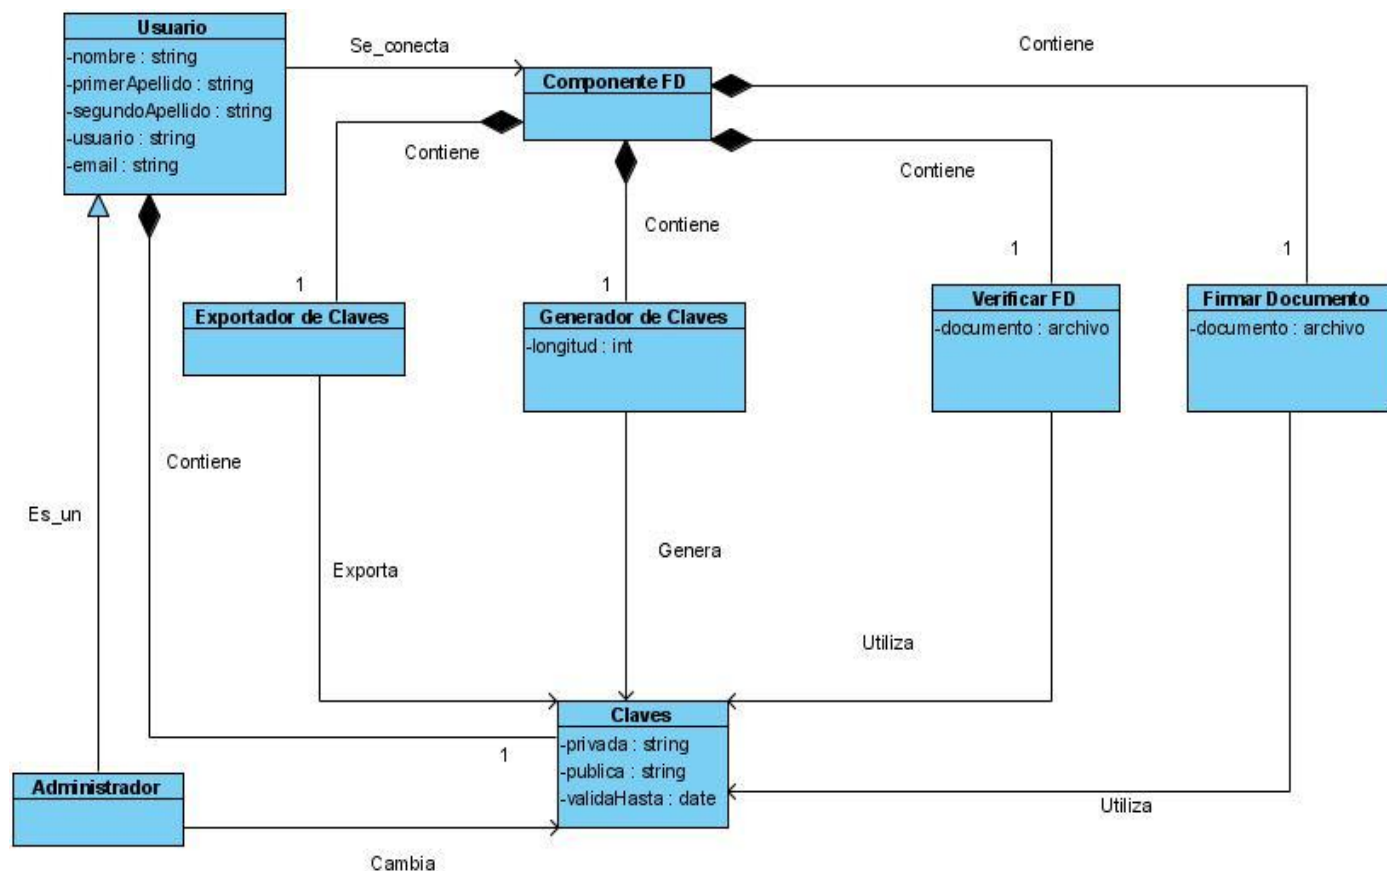 Usuario
-nombre : string
-primerApellido : string
-segundoApellido : string
-usuario : string
-email : string
Se_conecta
Componente FD
Contiene
Contiene
Contiene
Contiene
1
1
1
1
Exportador de Claves
Generador de Claves
-longitud : int
Verificar FD
-documento : archivo
Firmar Documento
-documento : archivo
Contiene
Es_un
Exporta
Genera
Utiliza
Claves
-privada : string
-publica : string
-validaHasta : date
1
Administrador
Utiliza
Cambia